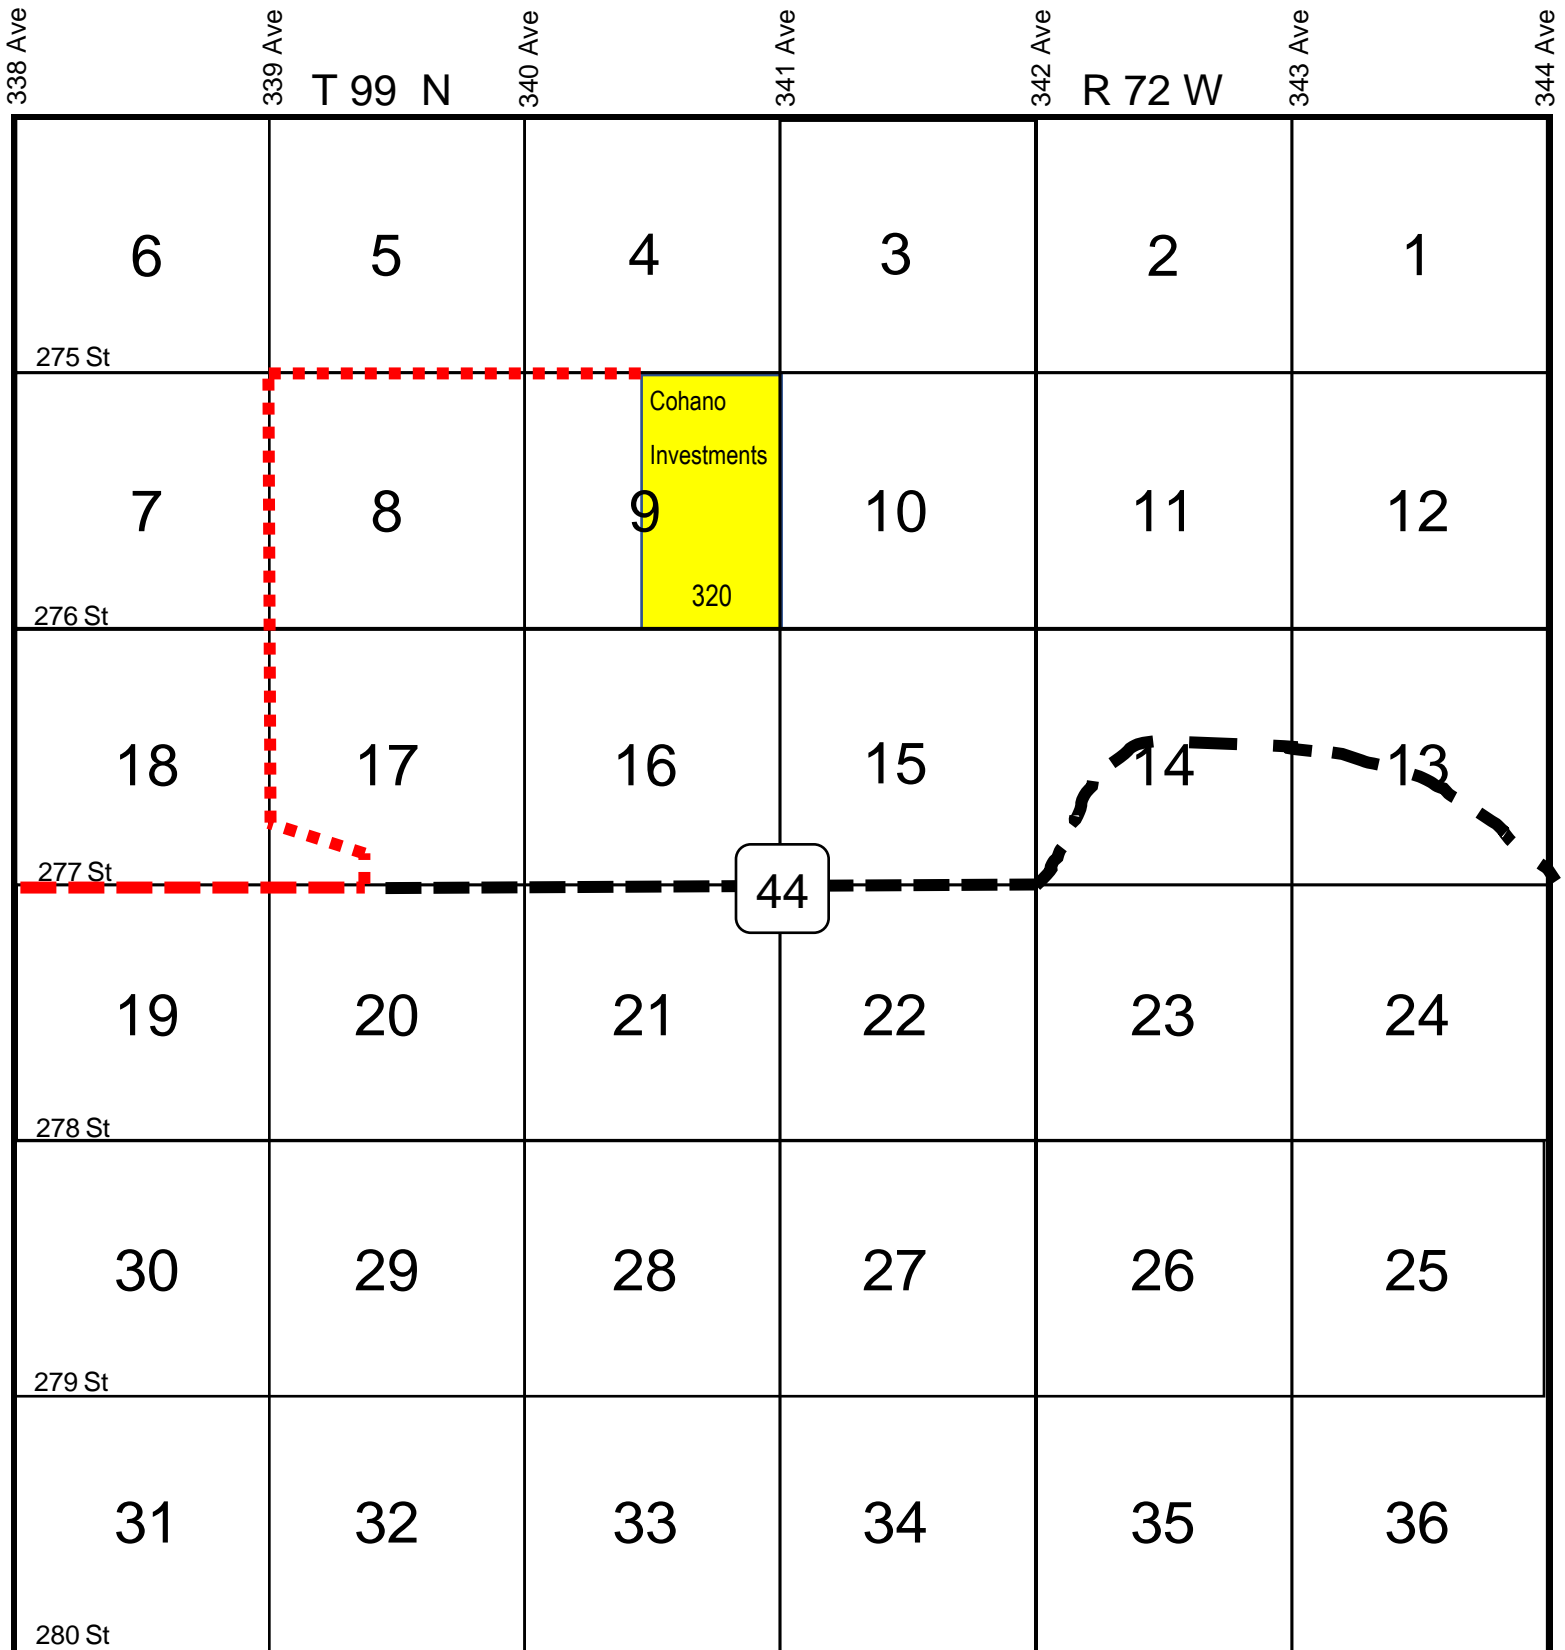 338 Ave
339 Ave
340 Ave
341 Ave
342 Ave
343 Ave
344 Ave
T 99 N
R 72 W
6 5 4 3 2 1
275 St
Cohano
Investments
7 8 9 10 11 12
320
276 St
18 17 16 15 14 13
277 St
44
19 20 21 22 23 24
278 St
30 29 28 27 26 25
279 St
31 32 33 34 35 36
280 St